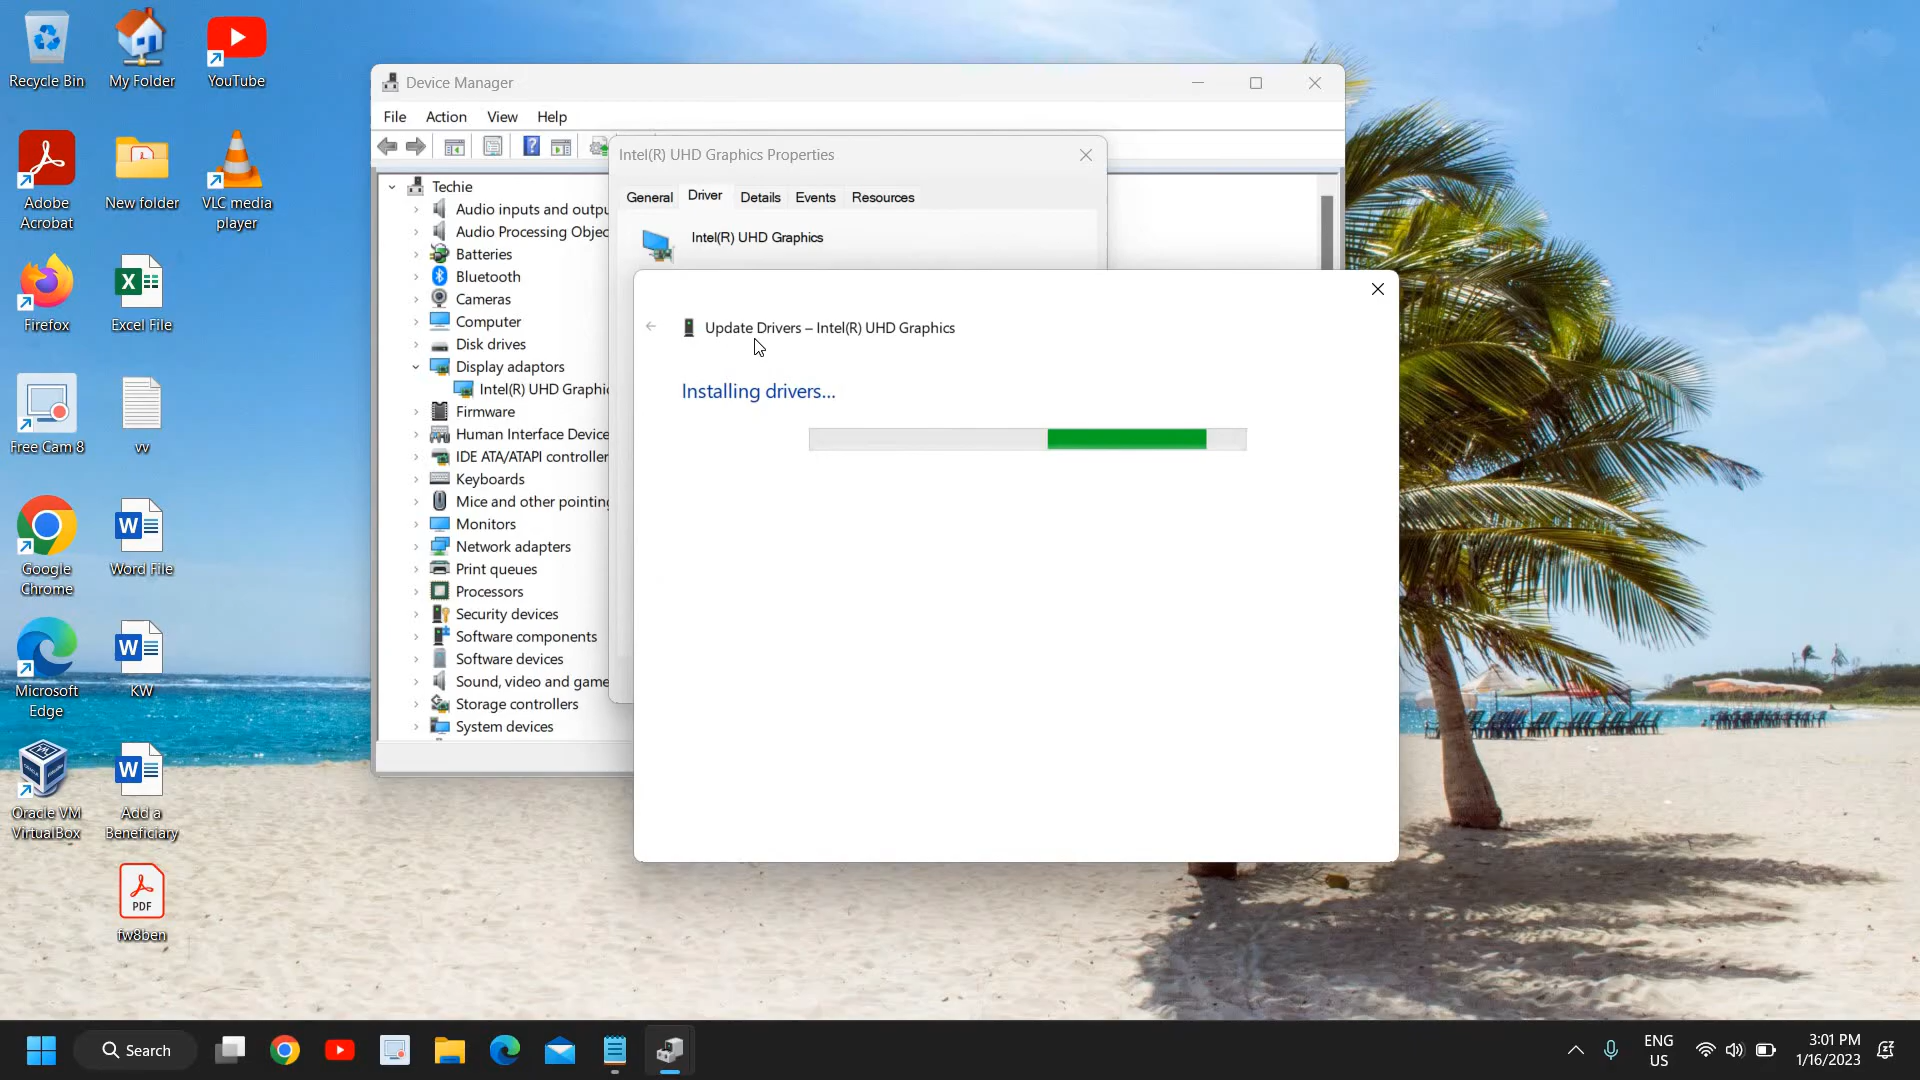 Recycle Bin
My Folder
YouTube
Adobe
Acrobat
New folder
VLC media
player
Firefox
Excel File
Free Cam 8
vv
Google
Chrome
Word File
Microsoft
Edge
KW
Oracle VM
VirtualBox
Add a
Beneficiary
PDF
fw8ben
Device Manager
File Action View Help
Techie
Audio inputs and outpu
Audio Processing Objec
Batteries
Bluetooth
Cameras
Computer
Disk drives
Display adaptors
Intel(R) UHD Graphic
Firmware
Human Interface Device
IDE ATA/ATAPI controller
Keyboards
Mice and other pointing
Monitors
Network adapters
Print queues
Processors
Security devices
Software components
Software devices
Sound, video and game
Storage controllers
System devices
Intel(R) UHD Graphics Properties
General Driver Details Events Resources
Intel(R) UHD Graphics
Update Drivers – Intel(R) UHD Graphics
Installing drivers...
Search
ENG
US
3:01 PM
1/16/2023